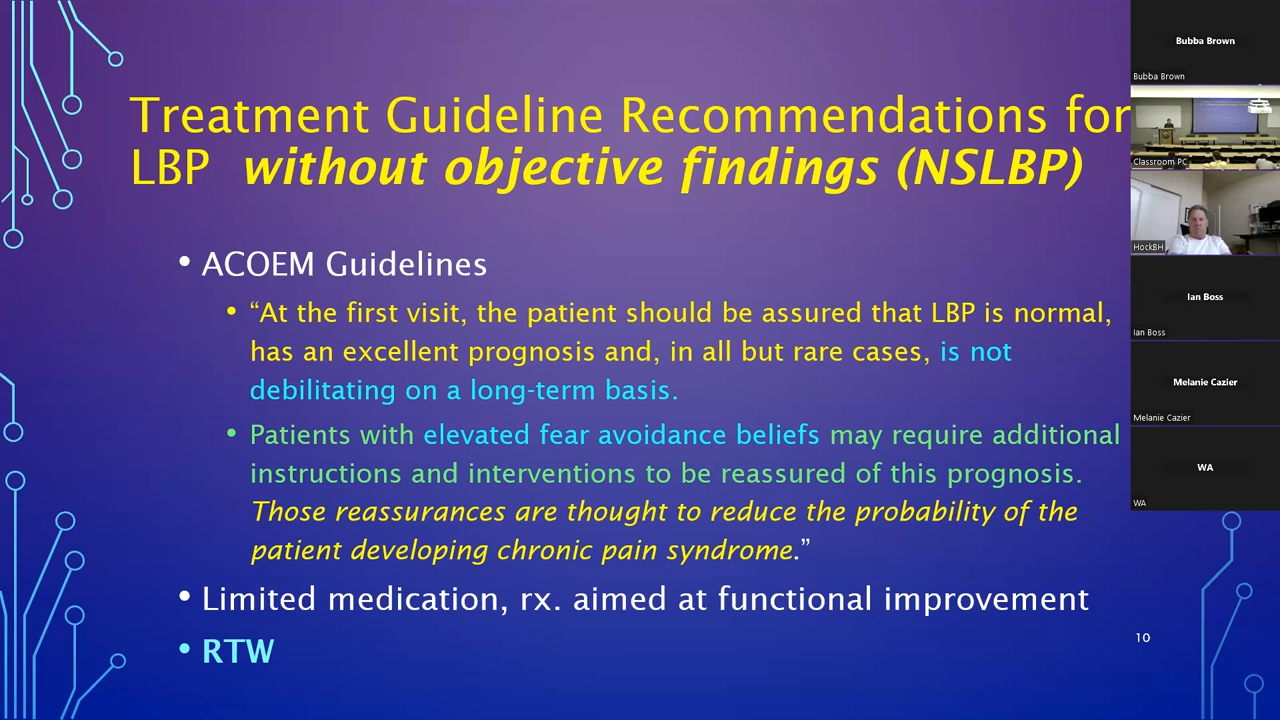 Treatment Guideline Recommendations for
LBP without objective findings (NSLBP)
• ACOEM Guidelines
• “At the first visit, the patient should be assured that LBP is normal,
has an excellent prognosis and, in all but rare cases, is not
debilitating on a long-term basis.
• Patients with elevated fear avoidance beliefs may require additional
instructions and interventions to be reassured of this prognosis.
Those reassurances are thought to reduce the probability of the
patient developing chronic pain syndrome.”
• Limited medication, rx. aimed at functional improvement
• RTW
10
Bubba Brown
Bubba Brown
Classroom PC
HockBH
Ian Boss
Ian Boss
Melanie Cazier
Melanie Cazier
WA
WA